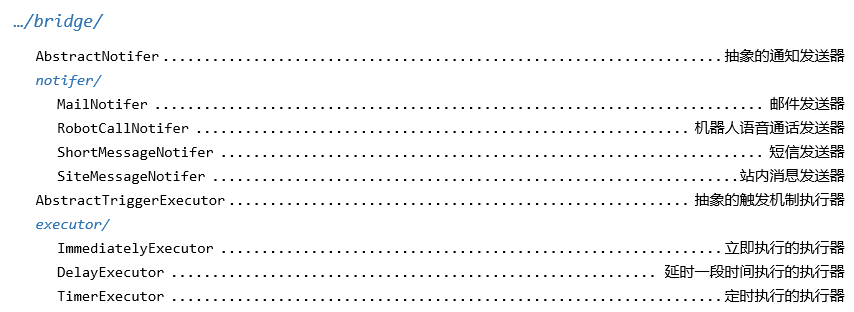 …/bridge/
AbstractNotifer ........................................................................ 抽象的通知发送器
notifer/
MailNotifer .............................................................................. 邮件发送器
RobotCallNotifer ................................................................ 机器人语音通话发送器
ShortMessageNotifer ...................................................................... 短信发送器
SiteMessageNotifer .................................................................... 站内消息发送器
AbstractTriggerExecutor ............................................................ 抽象的触发机制执行器
executor/
ImmediatelyExecutor ................................................................. 立即执行的执行器
DelayExecutor ............................................................... 延时一段时间执行的执行器
TimerExecutor ....................................................................... 定时执行的执行器